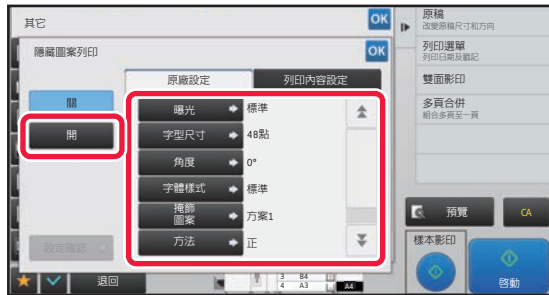 其它
OK
原稿
改變原稿尺寸和方向
列印選單
列印日期及戳記
雙面影印
多頁合併
組合多頁至一頁
隱藏圖案列印
OK
原廠設定
列印內容設定
關
開
曝光
標準
字型尺寸
48點
角度
0°
字體樣式
標準
掩飾
圖案
方案1
方法
正
設定確認
預覽
CA
樣本影印
啓動
退回
3 B4
4 A3
A4